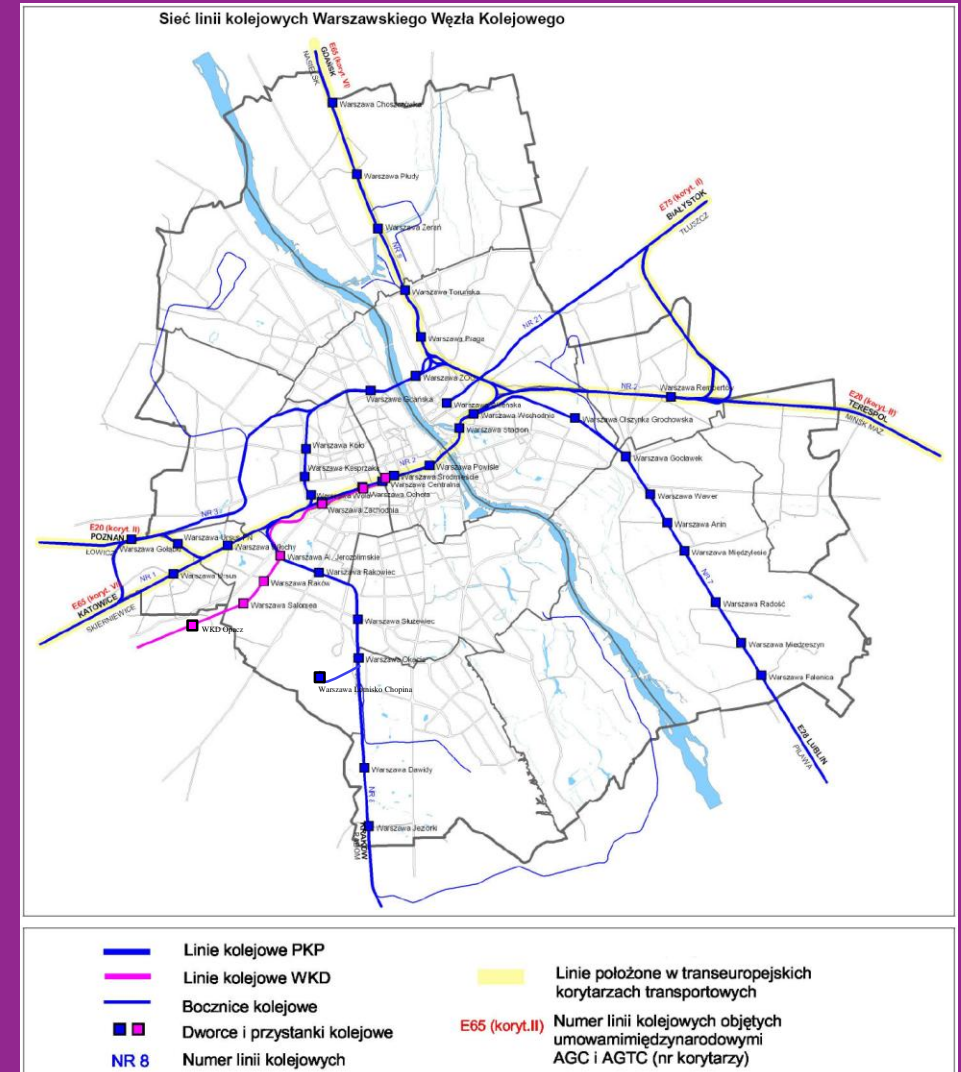 Sieć linii kolejowych Warszawskiego Węzła Kolejowego
E65 (koryt. VI)
GDAŃSK
NASIELSK
Warszawa Choszczówka
Warszawa Płudy
Warszawa Żerań
Warszawa Toruńska
Warszawa Praga
Warszawa ZOO
Warszawa Gdańska
E75 (koryt. II)
BIAŁYSTOK
TŁUSZCZ
NR 21
NR 2
Warszawa Rembertów
E20 (koryt. II)
TERESPOL
MIŃSK MAZ.
Warszawa Wschodnia
Warszawa Stadion
Warszawa Olszynka Grochowska
Warszawa Gocławek
Warszawa Wawer
Warszawa Anin
Warszawa Międzylesie
NR 7
Warszawa Radość
Warszawa Miedzeszyn
Warszawa Falenica
E28 LUBLIN
PILAWA
Warszawa Koło
Warszawa Kasprzaka
NR 2
Warszawa Powiśle
Warszawa Śródmieście
Warszawa Centralna
Warszawa Ochota
Warszawa Zachodnia
NR 3
E20 (koryt. II)
POZNAŃ
ŁOWICZ
Warszawa Gołąbki
Warszawa Włochy
Warszawa Ursus
NR 1
E65 (koryt. VI)
KATOWICE
SKIERNIEWICE
Warszawa Al. Jerozolimskie
Warszawa Rakowiec
Warszawa Raków
Warszawa Salomea
WKD Opacz
Warszawa Służewiec
Warszawa Okęcie
Warszawa Lotnisko Chopina
Warszawa Dawidy
Warszawa Jeziorki
KRAKÓW
RADOM
Linie kolejowe PKP
Linie kolejowe WKD
Bocznice kolejowe
Dworce i przystanki kolejowe
NR 8 Numer linii kolejowych
Linie położone w transeuropejskich
korytarzach transportowych
E65 (koryt.II) Numer linii kolejowych objętych
umowamimiędzynarodowymi
AGC i AGTC (nr korytarzy)